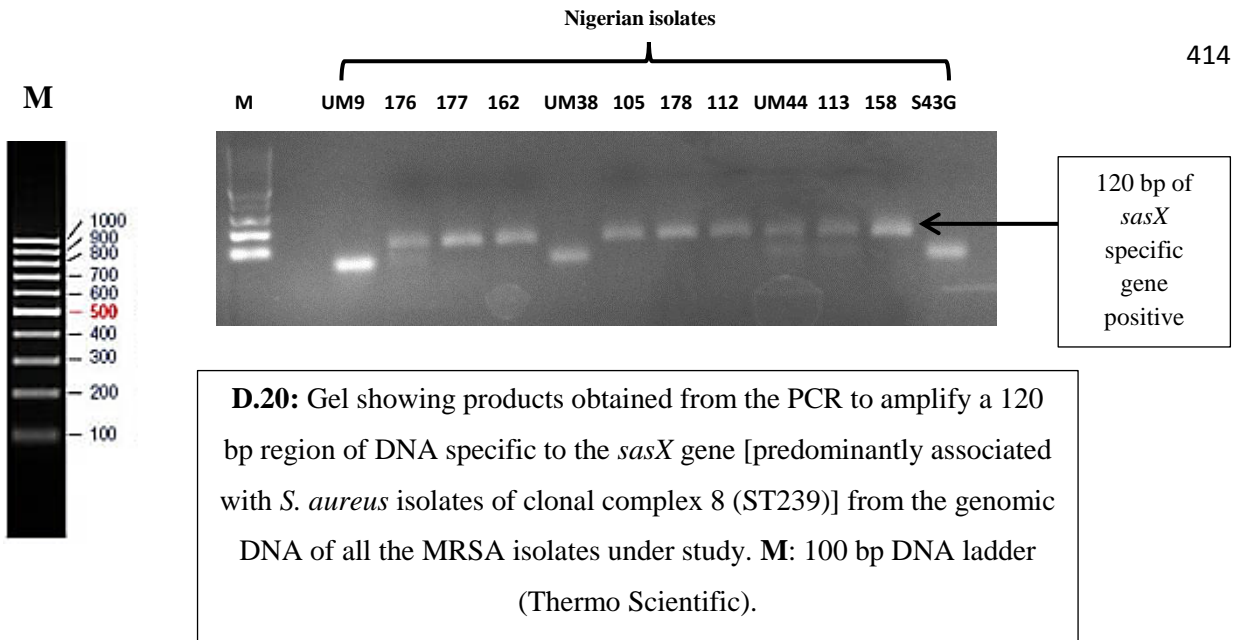 Nigerian isolates
414
M
M UM9 176 177 162 UM38 105 178 112 UM44 113 158 S43G
1000
900
800
700
600
500
400
300
200
100
120 bp of
sasX
specific
gene
positive
D.20: Gel showing products obtained from the PCR to amplify a 120
bp region of DNA specific to the sasX gene [predominantly associated
with S. aureus isolates of clonal complex 8 (ST239)] from the genomic
DNA of all the MRSA isolates under study. M: 100 bp DNA ladder
(Thermo Scientific).